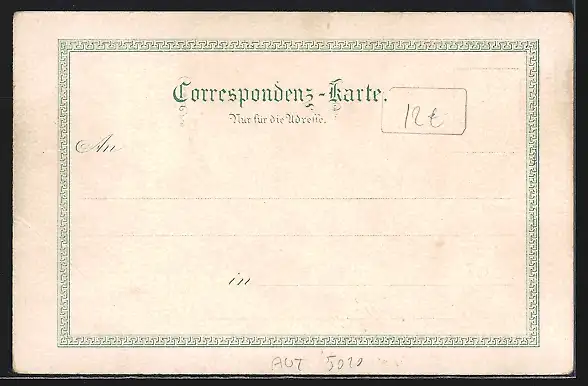 Correspondenz-Karte.
Nur für die Adresse.
12 €
An
in
AUT 5020